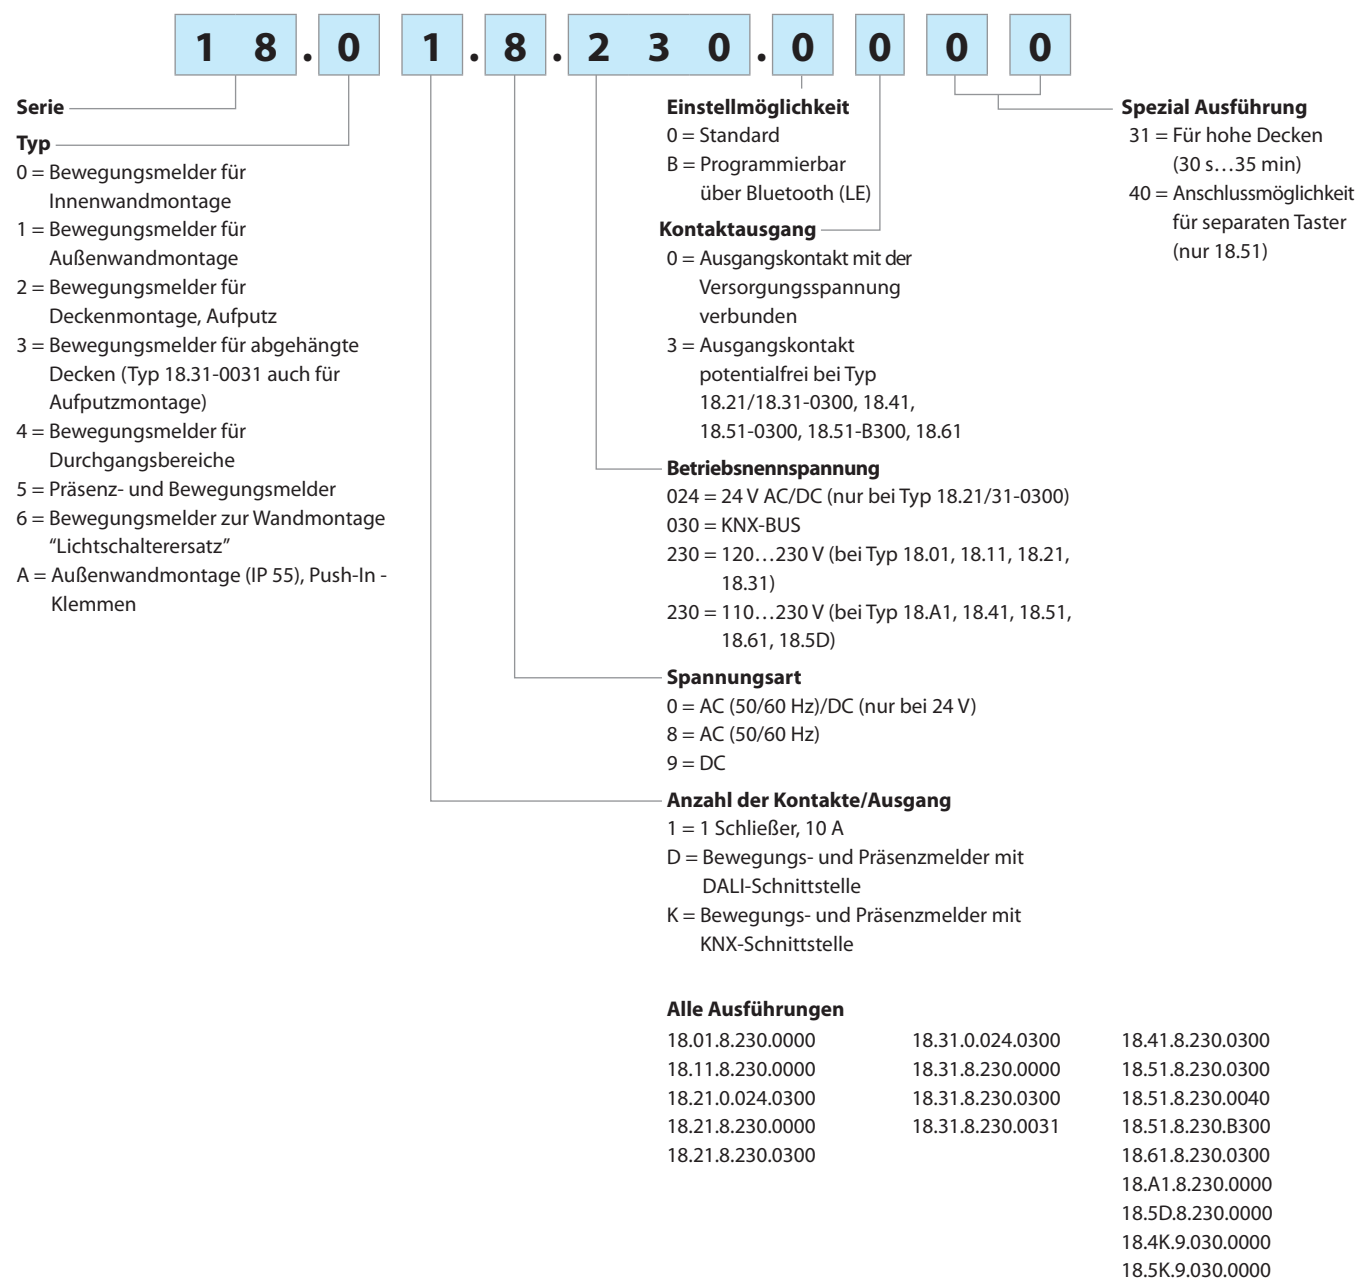 18.01.8.230.0000
Serie
Typ
0 = Bewegungsmelder für
Innenwandmontage
1 = Bewegungsmelder für
Außenwandmontage
2 = Bewegungsmelder für
Deckenmontage, Aufputz
3 = Bewegungsmelder für abgehängte
Decken (Typ 18.31-0031 auch für
Aufputzmontage)
4 = Bewegungsmelder für
Durchgangsbereiche
5 = Präsenz- und Bewegungsmelder
6 = Bewegungsmelder zur Wandmontage
“Lichtschalterersatz”
A = Außenwandmontage (IP 55), Push-In -
Klemmen
Einstellmöglichkeit
0 = Standard
B = Programmierbar
über Bluetooth (LE)
Kontaktausgang
0 = Ausgangskontakt mit der
Versorgungsspannung
verbunden
3 = Ausgangskontakt
potentialfrei bei Typ
18.21/18.31-0300, 18.41,
18.51-0300, 18.51-B300, 18.61
Betriebsnennspannung
024 = 24 V AC/DC (nur bei Typ 18.21/31-0300)
030 = KNX-BUS
230 = 120…230 V (bei Typ 18.01, 18.11, 18.21,
18.31)
230 = 110…230 V (bei Typ 18.A1, 18.41, 18.51,
18.61, 18.5D)
Spannungsart
0 = AC (50/60 Hz)/DC (nur bei 24 V)
8 = AC (50/60 Hz)
9 = DC
Anzahl der Kontakte/Ausgang
1 = 1 Schließer, 10 A
D = Bewegungs- und Präsenzmelder mit
DALI-Schnittstelle
K = Bewegungs- und Präsenzmelder mit
KNX-Schnittstelle
Spezial Ausführung
31 = Für hohe Decken
(30 s…35 min)
40 = Anschlussmöglichkeit
für separaten Taster
(nur 18.51)
Alle Ausführungen
18.01.8.230.0000
18.11.8.230.0000
18.21.0.024.0300
18.21.8.230.0000
18.21.8.230.0300
18.31.0.024.0300
18.31.8.230.0000
18.31.8.230.0300
18.31.8.230.0031
18.41.8.230.0300
18.51.8.230.0300
18.51.8.230.0040
18.51.8.230.B300
18.61.8.230.0300
18.A1.8.230.0000
18.5D.8.230.0000
18.4K.9.030.0000
18.5K.9.030.0000